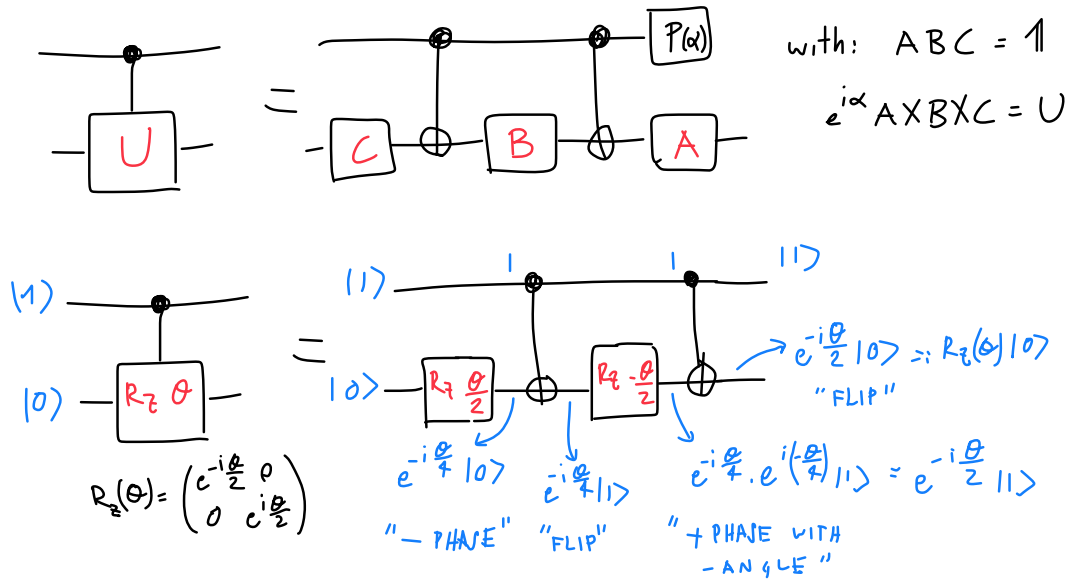 with: ABC = 𝟙
e^{iα} AXBXC = U
U
=
C
B
P(α)
A
|1⟩
|0⟩
R_z θ
R_z(θ) = ( e^{-iθ/2} 0
0 e^{iθ/2} )
=
|1⟩
1
1
|1⟩
|0⟩
R_z θ/2
R_z -θ/2
e^{-iθ/2} |0⟩ =: R_z(θ)|0⟩
"FLIP"
e^{-iθ/4} |0⟩
"- PHASE"
e^{-iθ/4} |1⟩
"FLIP"
e^{-iθ/4} . e^{i(-θ/4)} |1⟩ = e^{-iθ/2} |1⟩
"+ PHASE WITH
- ANGLE"